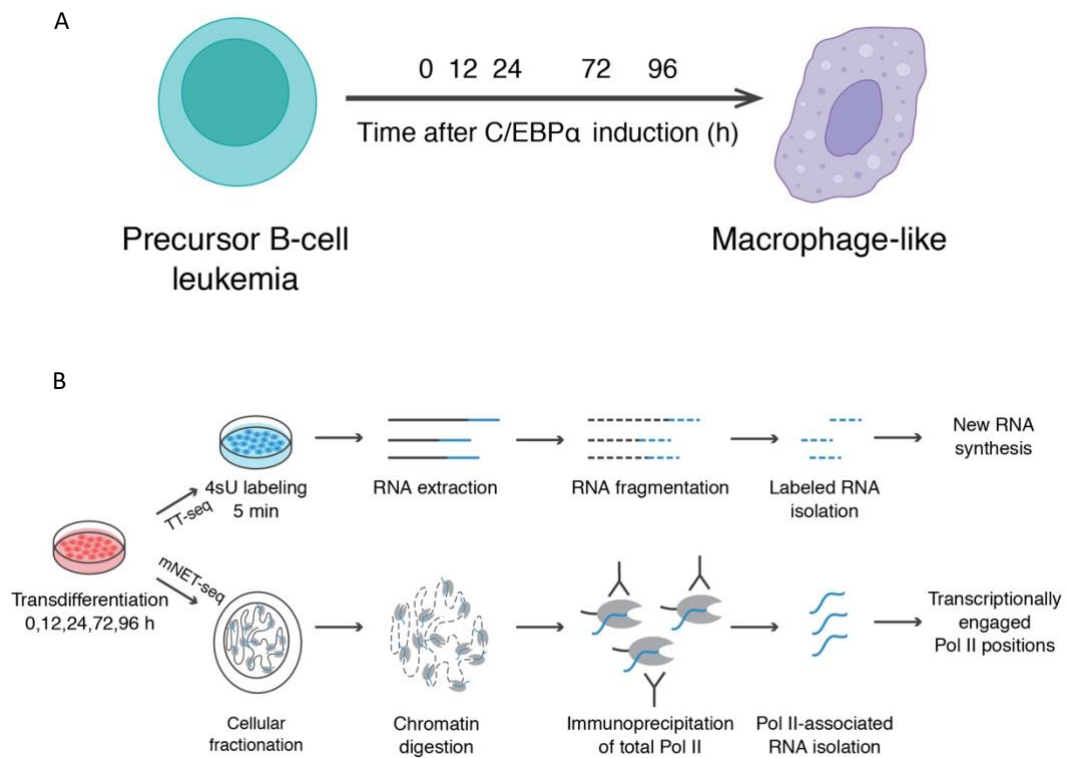 A
0 12 24 72 96
Time after C/EBPα induction (h)
Precursor B-cell
leukemia
Macrophage-like
B
4sU labeling
5 min
RNA extraction
RNA fragmentation
Labeled RNA
isolation
New RNA
synthesis
TT-seq
mNET-seq
Transdifferentiation
0,12,24,72,96 h
Cellular
fractionation
Chromatin
digestion
Immunoprecipitation
of total Pol II
Pol II-associated
RNA isolation
Transcriptionally
engaged
Pol II positions